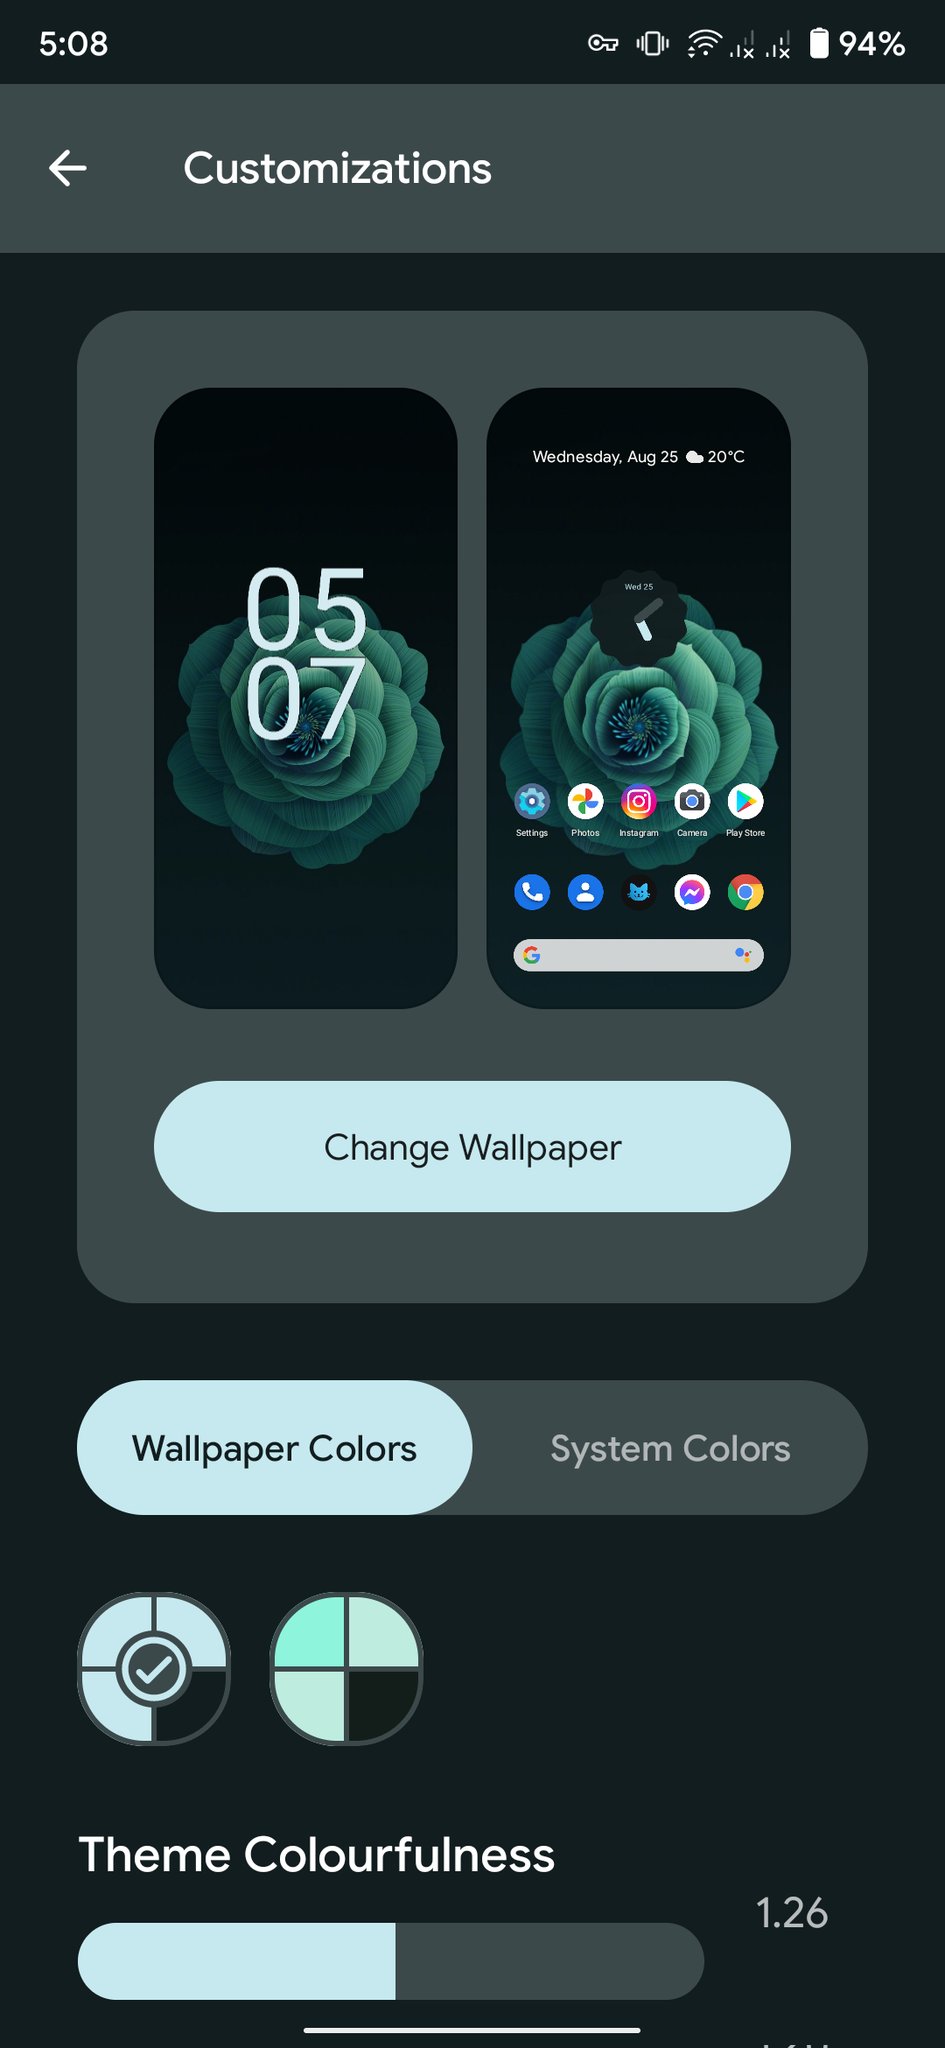 5:08
94%
Customizations
05
07
Wednesday, Aug 25 20°C
Wed 25
Settings Photos Instagram Camera Play Store
Change Wallpaper
Wallpaper Colors System Colors
Theme Colourfulness
1.26